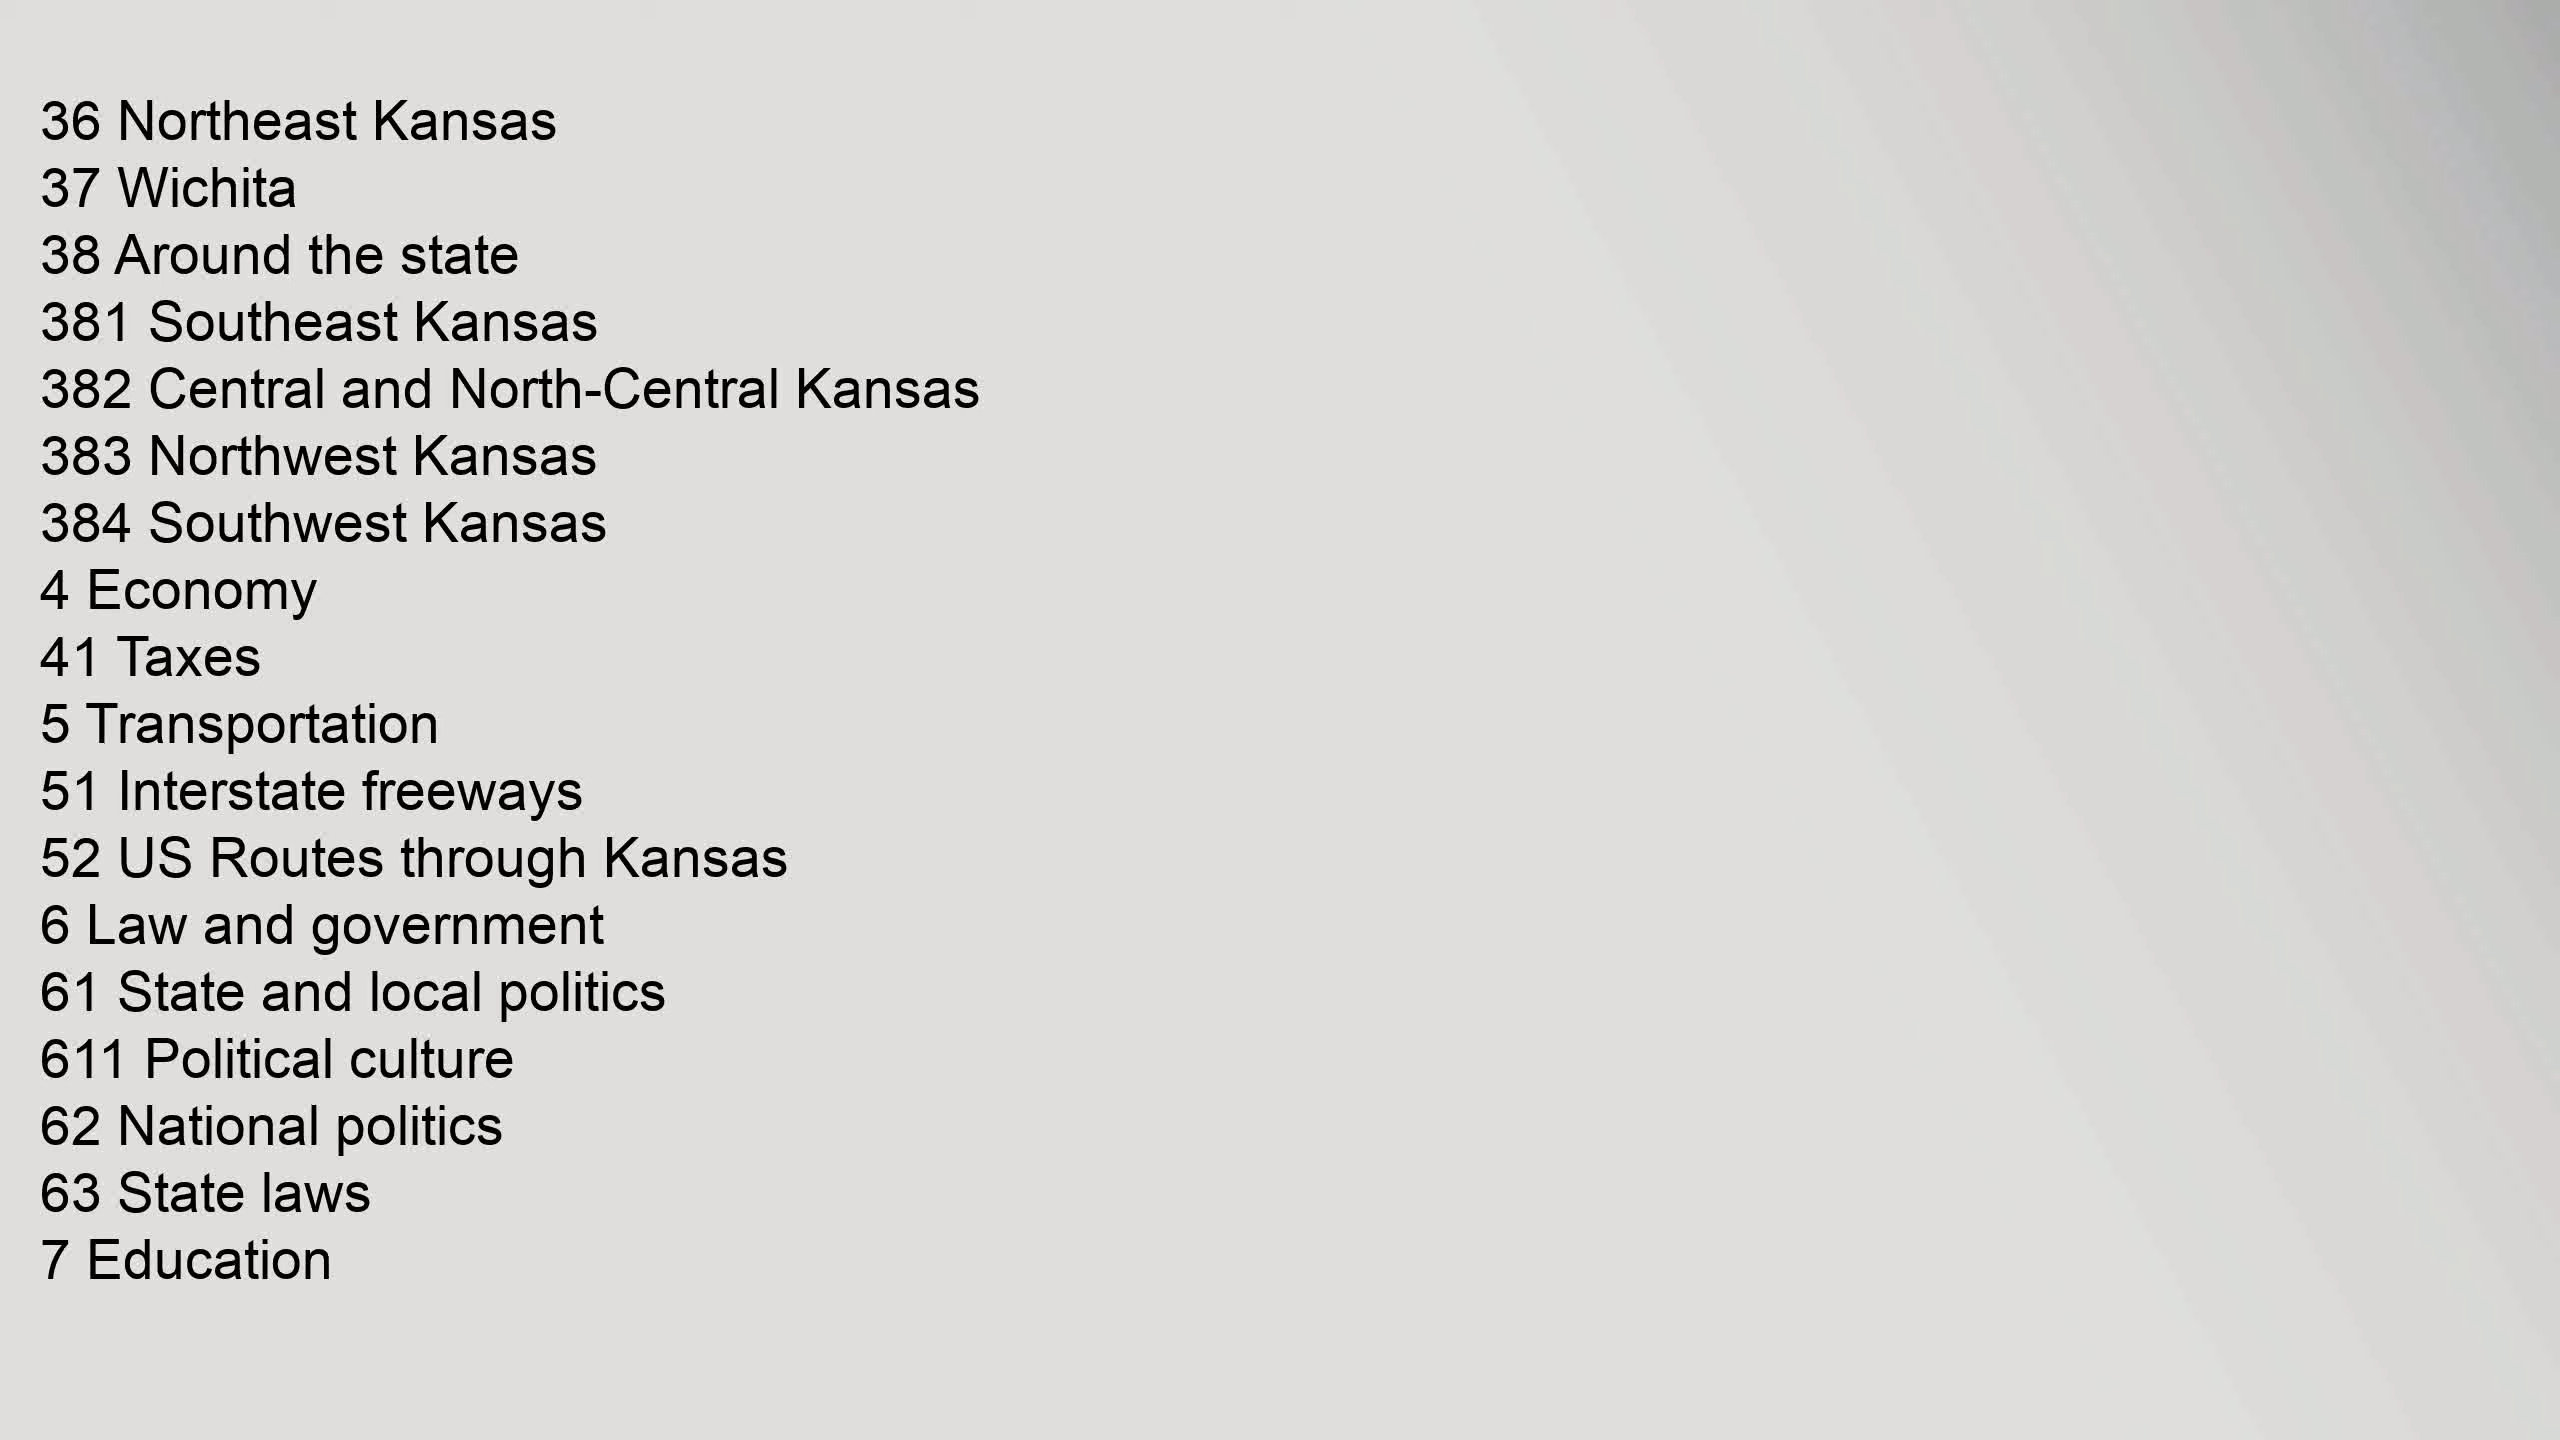 36 Northeast Kansas
37 Wichita
38 Around the state
381 Southeast Kansas
382 Central and North-Central Kansas
383 Northwest Kansas
384 Southwest Kansas
4 Economy
41 Taxes
5 Transportation
51 Interstate freeways
52 US Routes through Kansas
6 Law and government
61 State and local politics
611 Political culture
62 National politics
63 State laws
7 Education